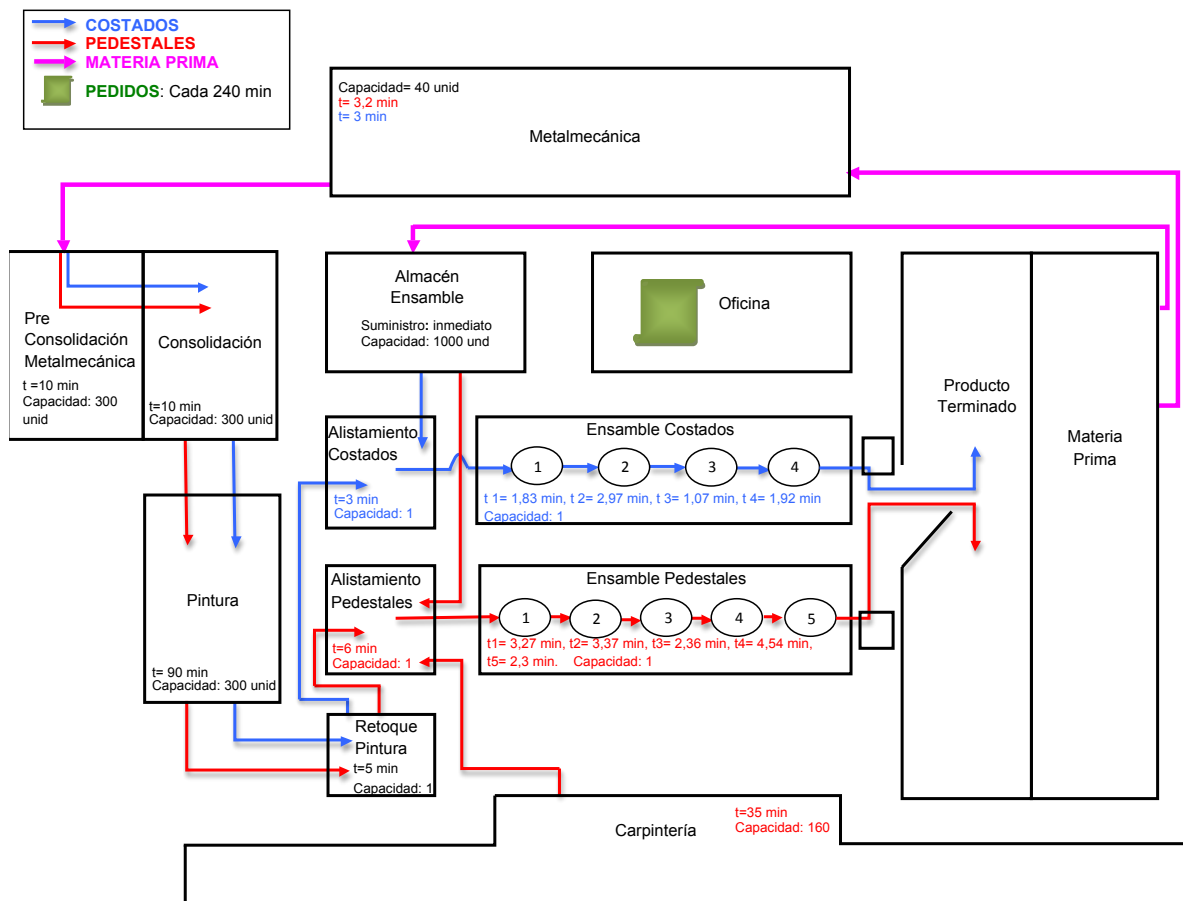 COSTADOS
PEDESTALES
MATERIA PRIMA
PEDIDOS: Cada 240 min
Capacidad= 40 unid
t= 3,2 min
t= 3 min
Metalmecánica
Pre
Consolidación
Metalmecánica
t =10 min
Capacidad: 300
unid
Consolidación
t=10 min
Capacidad: 300 unid
Almacén
Ensamble
Suministro: inmediato
Capacidad: 1000 und
Oficina
Producto
Terminado
Materia
Prima
Alistamiento
Costados
t=3 min
Capacidad: 1
Ensamble Costados
1
2
3
4
t 1= 1,83 min, t 2= 2,97 min, t 3= 1,07 min, t 4= 1,92 min
Capacidad: 1
Pintura
t= 90 min
Capacidad: 300 unid
Alistamiento
Pedestales
t=6 min
Capacidad: 1
Ensamble Pedestales
1
2
3
4
5
t1= 3,27 min, t2= 3,37 min, t3= 2,36 min, t4= 4,54 min,
t5= 2,3 min. Capacidad: 1
Retoque
Pintura
t=5 min
Capacidad: 1
Carpintería
t=35 min
Capacidad: 160